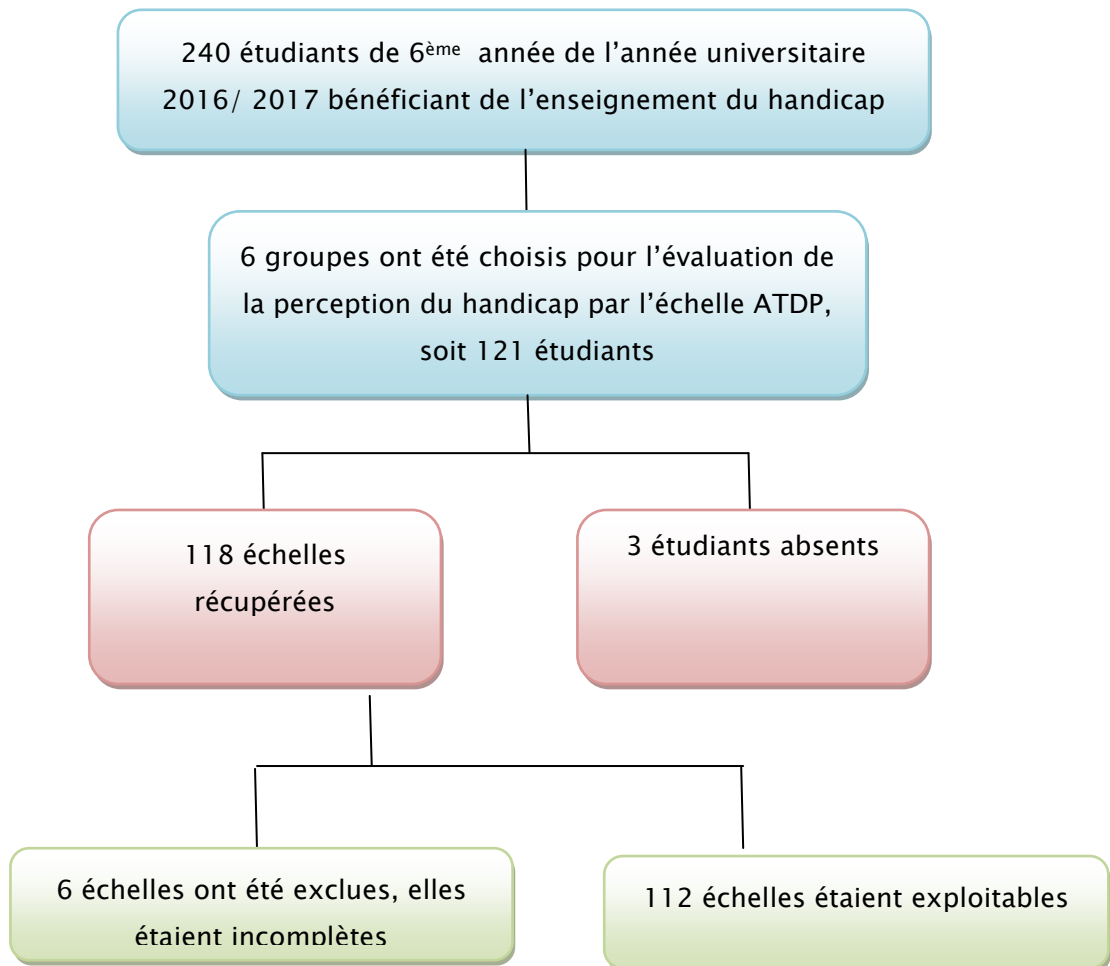 240 étudiants de 6ème année de l’année universitaire
2016/ 2017 bénéficiant de l’enseignement du handicap
6 groupes ont été choisis pour l’évaluation de
la perception du handicap par l’échelle ATDP,
soit 121 étudiants
118 échelles
récupérées
3 étudiants absents
6 échelles ont été exclues, elles
étaient incomplètes
112 échelles étaient exploitables